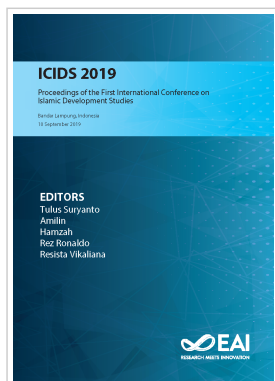 ICIDS 2019
Proceedings of the First International Conference on
Islamic Development Studies
Bandar Lampung, Indonesia
10 September 2019
EDITORS
Tulus Suryanto
Amilin
Hamzah
Rez Ronaldo
Resista Vikaliana
EAI
RESEARCH MEETS INNOVATION